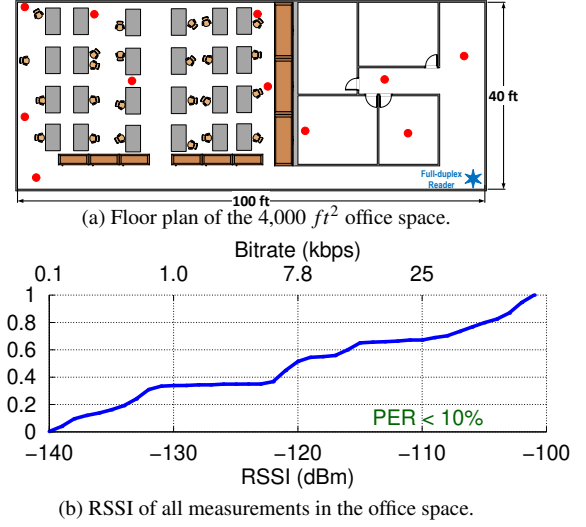 40 ft
Full-duplex
Reader
100 ft
(a) Floor plan of the 4,000 ft² office space.
Bitrate (kbps)
0.1 1.0 7.8 25
1
0.8
0.6
0.4
0.2
0
PER < 10%
−140 −130 −120 −110 −100
RSSI (dBm)
(b) RSSI of all measurements in the office space.